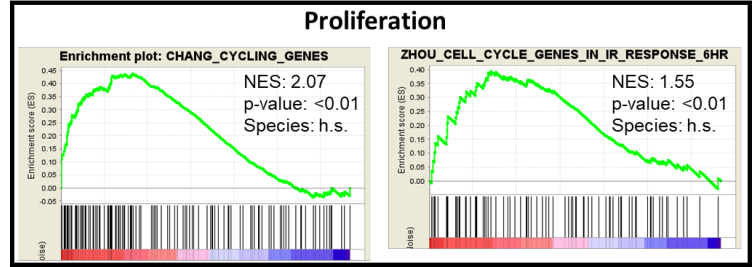 Proliferation
Enrichment plot: CHANG_CYCLING_GENES
NES: 2.07
p-value: <0.01
Species: h.s.
Enrichment score (ES)
0.45
0.40
0.35
0.30
0.25
0.20
0.15
0.10
0.05
0.00
-0.05
oise)
ZHOU_CELL_CYCLE_GENES_IN_IR_RESPONSE_6HR
NES: 1.55
p-value: <0.01
Species: h.s.
Enrichment score (ES)
0.40
0.35
0.30
0.25
0.20
0.15
0.10
0.05
0.00
loise)